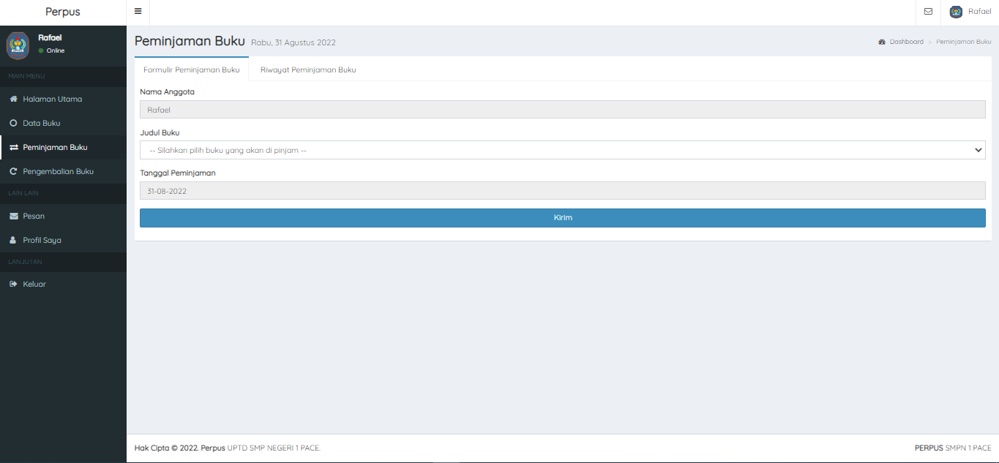 Perpus
Rafael
Rafael
Online
MAIN MENU
Halaman Utama
Data Buku
Peminjaman Buku
Pengembalian Buku
LAIN LAIN
Pesan
Profil Saya
LANJUTAN
Keluar
Peminjaman Buku Rabu, 31 Agustus 2022
Dashboard > Peminjaman Buku
Formulir Peminjaman Buku Riwayat Peminjaman Buku
Nama Anggota
Rafael
Judul Buku
-- Silahkan pilih buku yang akan di pinjam --
Tanggal Peminjaman
31-08-2022
Kirim
Hak Cipta © 2022. Perpus UPTD SMP NEGERI 1 PACE.
PERPUS SMPN 1 PACE